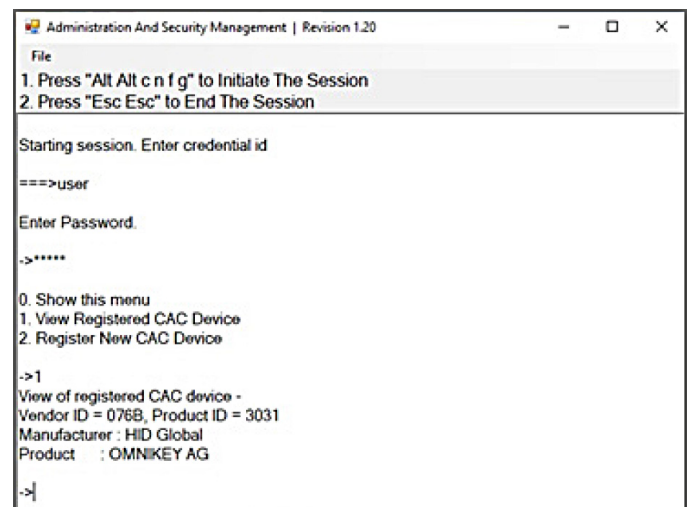 Administration And Security Management | Revision 1.20
File
1. Press "Alt Alt c n f g" to Initiate The Session
2. Press "Esc Esc" to End The Session
Starting session. Enter credential id
===>user
Enter Password.
->*****
0. Show this menu
1. View Registered CAC Device
2. Register New CAC Device
->1
View of registered CAC device -
Vendor ID = 076B, Product ID = 3031
Manufacturer : HID Global
Product : OMNIKEY AG
->